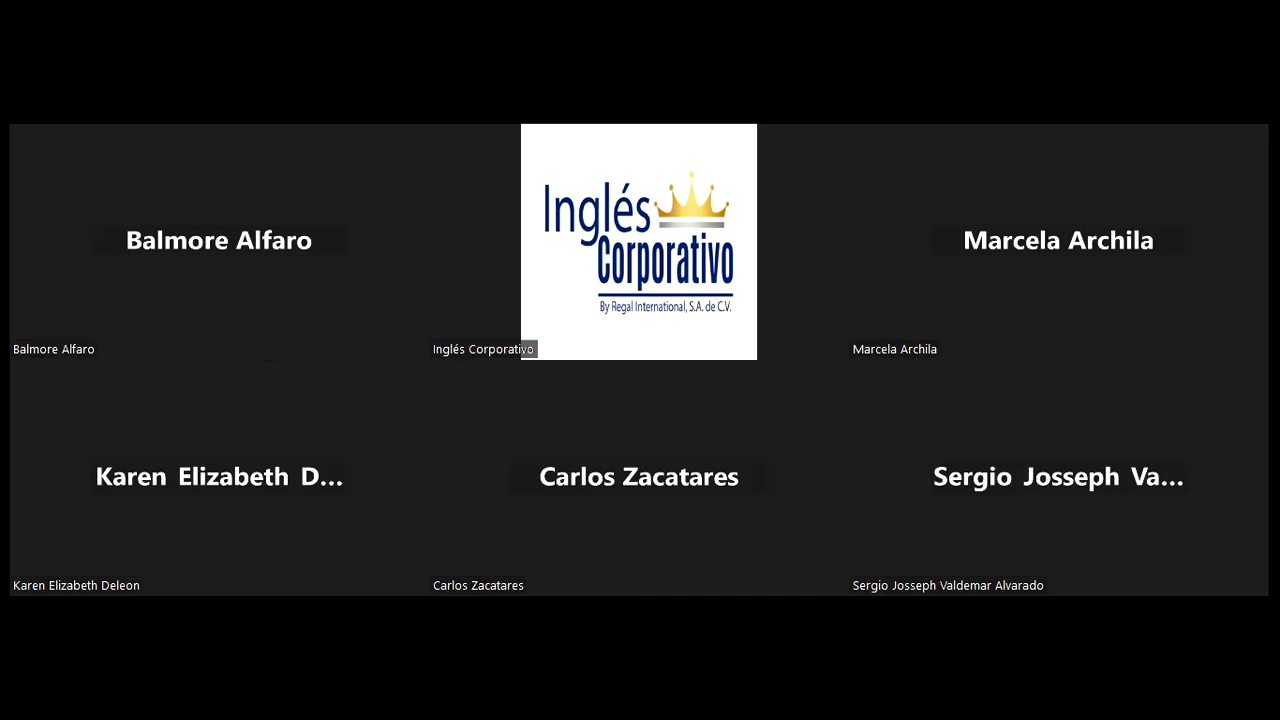 Balmore Alfaro
Inglés
Corporativo
By Regal International, S.A. de C.V.
Marcela Archila
Balmore Alfaro
Inglés Corporativo
Marcela Archila
Karen Elizabeth D...
Carlos Zacatares
Sergio Josseph Va...
Karen Elizabeth Deleon
Carlos Zacatares
Sergio Josseph Valdemar Alvarado